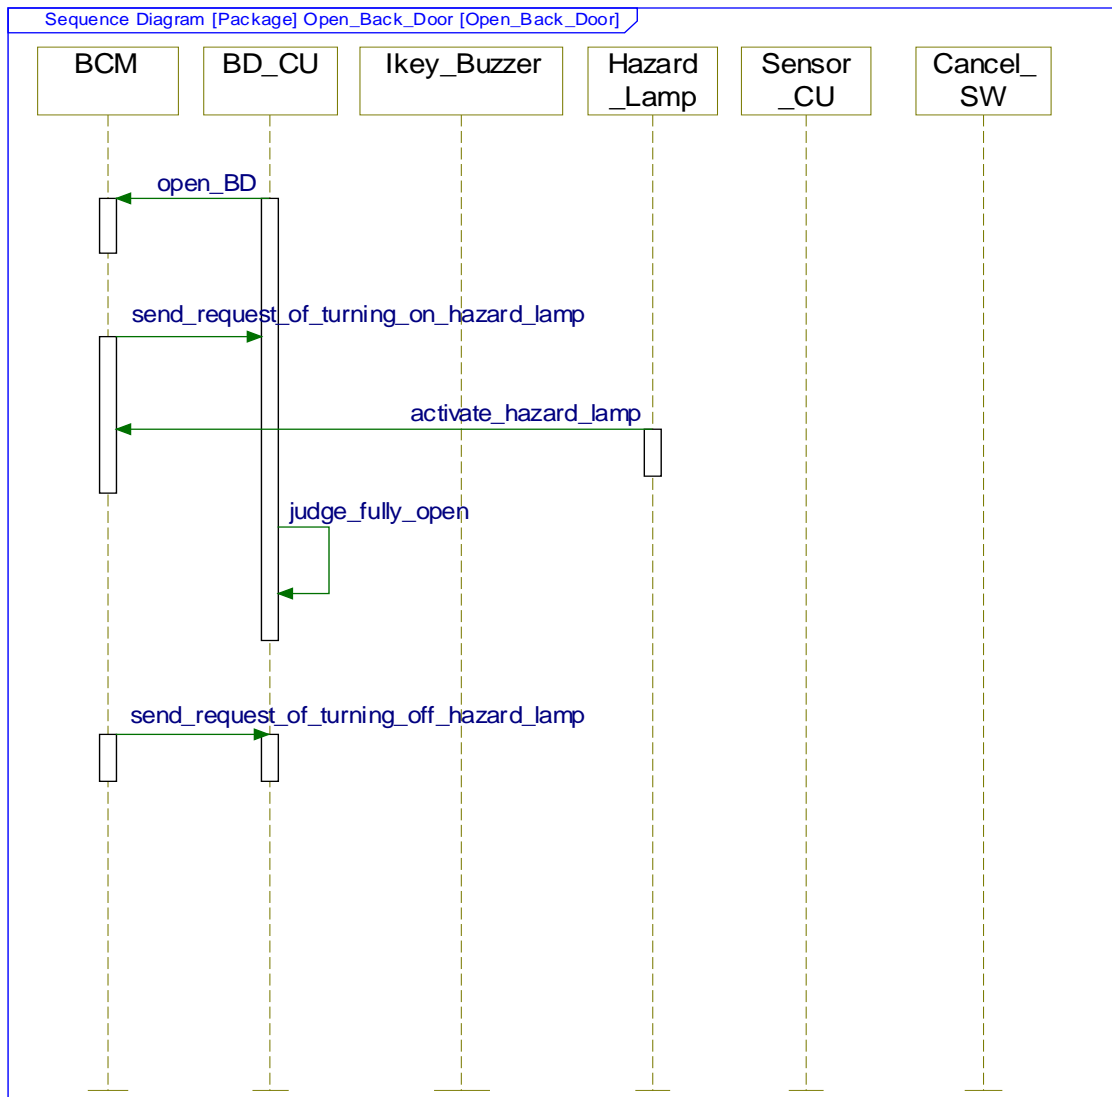 Sequence Diagram [Package] Open_Back_Door [Open_Back_Door]
BCM
BD_CU
Ikey_Buzzer
Hazard
_Lamp
Sensor
_CU
Cancel_
SW
open_BD
send_request_of_turning_on_hazard_lamp
activate_hazard_lamp
judge_fully_open
send_request_of_turning_off_hazard_lamp